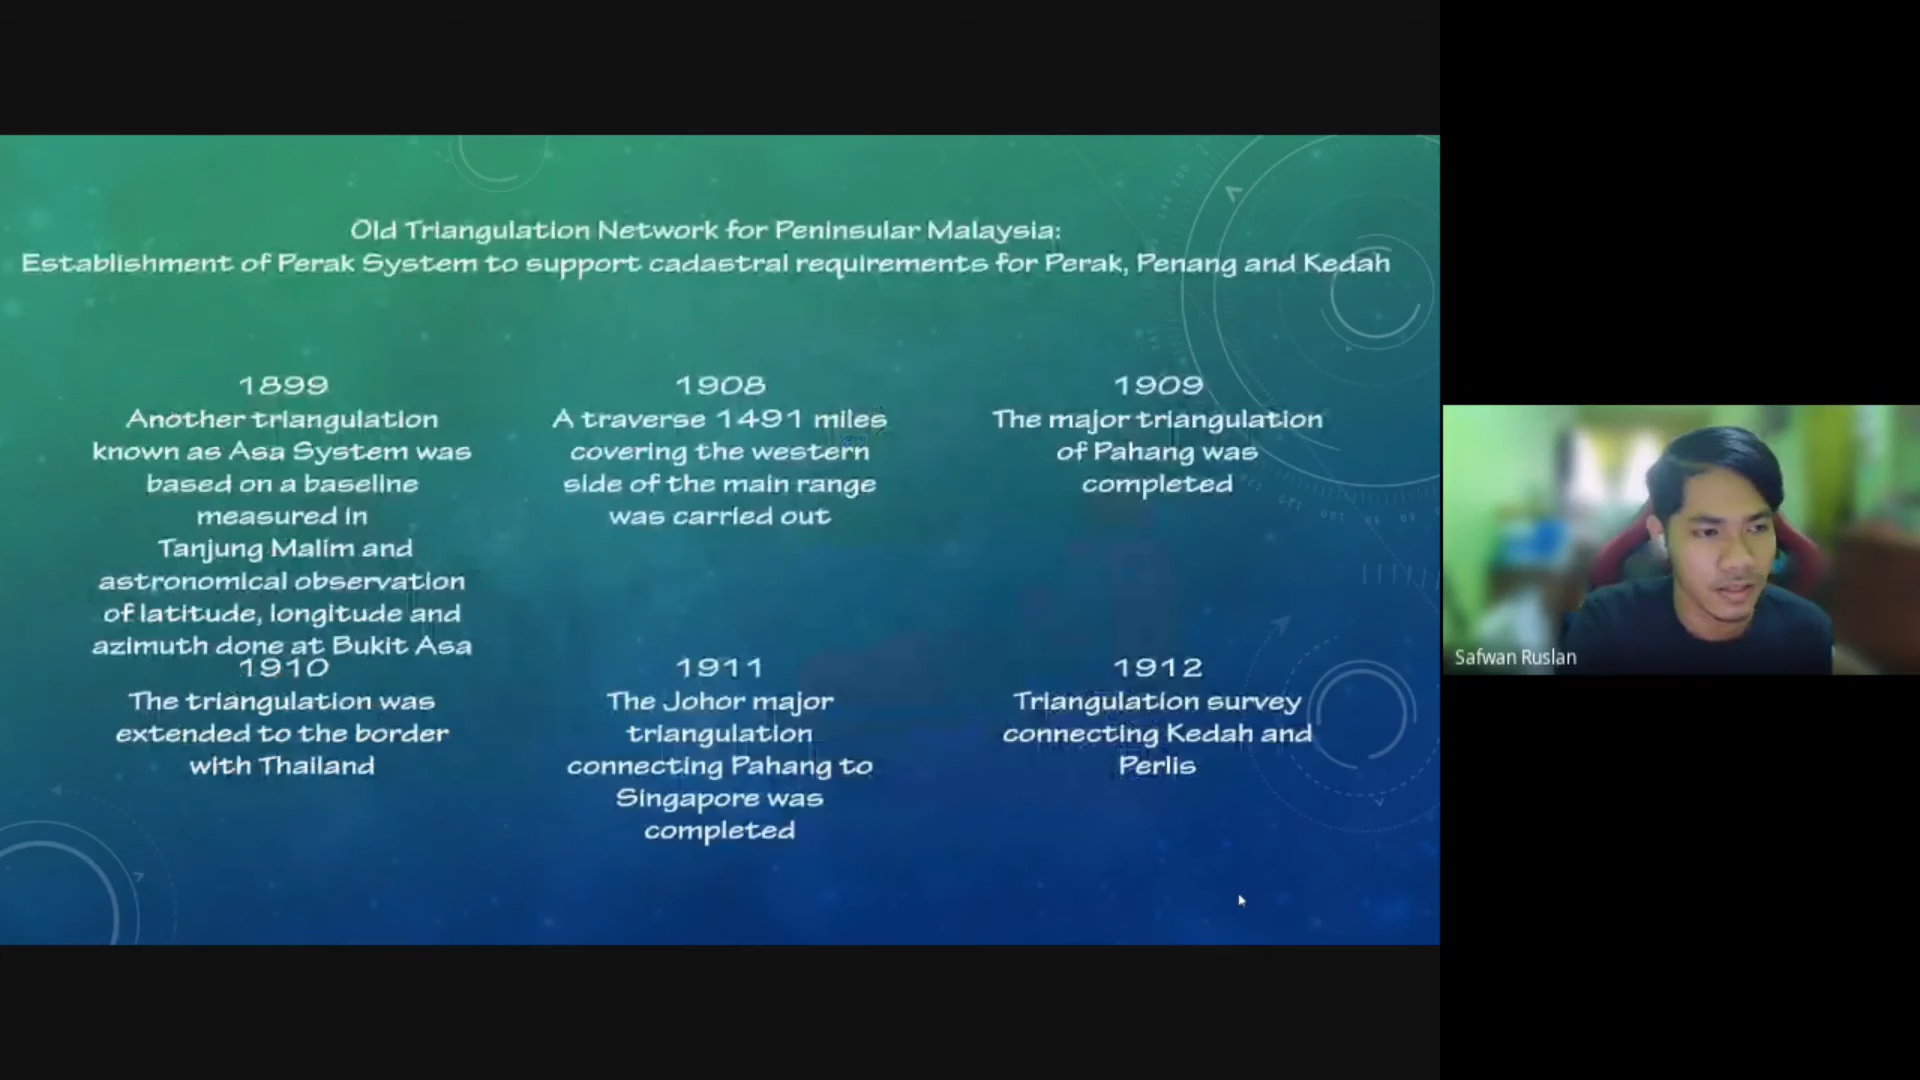 Old Triangulation Network for Peninsular Malaysia:
Establishment of Perak System to support cadastral requirements for Perak, Penang and Kedah
1899
Another triangulation
known as Asa System was
based on a baseline
measured in
Tanjung Malim and
astronomical observation
of latitude, longitude and
azimuth done at Bukit Asa
1908
A traverse 1491 miles
covering the western
side of the main range
was carried out
1909
The major triangulation
of Pahang was
completed
1910
The triangulation was
extended to the border
with Thailand
1911
The Johor major
triangulation
connecting Pahang to
Singapore was
completed
1912
Triangulation survey
connecting Kedah and
Perlis
Safwan Ruslan